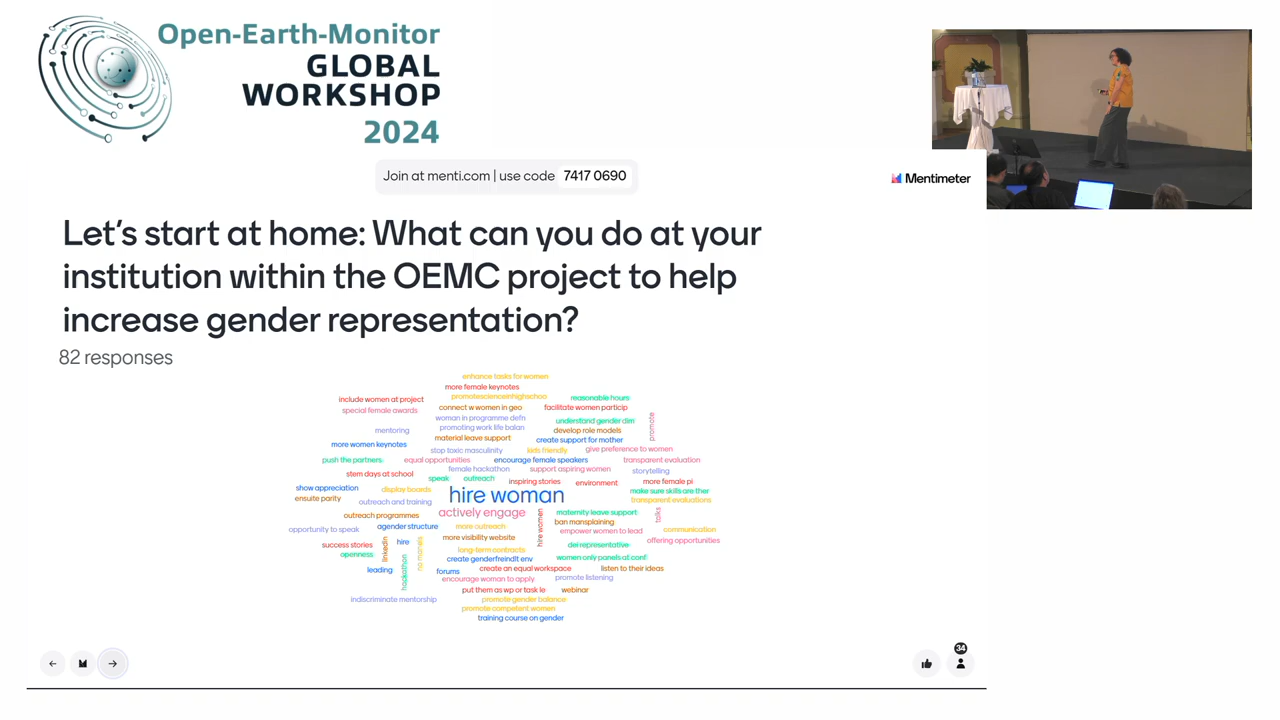 Open-Earth-Monitor
GLOBAL
WORKSHOP
2024
Join at menti.com | use code 7417 0690
Mentimeter
Let's start at home: What can you do at your
institution within the OEMC project to help
increase gender representation?
82 responses
enhance tasks for women
more female keynotes
include women at project
promotescienceinhighschoo
reasonable hours
special female awards
connect w women in geo
facilitate women particip
promote
woman in programme defn
understand gender dim
mentoring
promoting work life balan
develop role models
more women keynotes
material leave support
create support for mother
stop toxic masculinity
kids friendly
give preference to women
push the partners
equal opportunities
encourage female speakers
transparent evaluation
female hackathon
support aspiring women
storytelling
stem days at school
speak
outreach
inspiring stories
environment
more female pi
show appreciation
display boards
hire woman
make sure skills are ther
ensuite parity
outreach and training
transparent evaluations
outreach programmes
actively engage
hire women
maternity leave support
talks
opportunity to speak
agender structure
more outreach
ban mansplaining
empower women to lead
communication
success stories
linkedin
hire
no manels
more visibility website
dei representative
offering opportunities
openness
hackathon
long-term contracts
women only panels at conf
create genderfreindlt env
leading
forums
create an equal workspace
listen to their ideas
encourage woman to apply
promote listening
put them as wp or task le
webinar
indiscriminate mentorship
promote gender balance
promote competent women
training course on gender
34